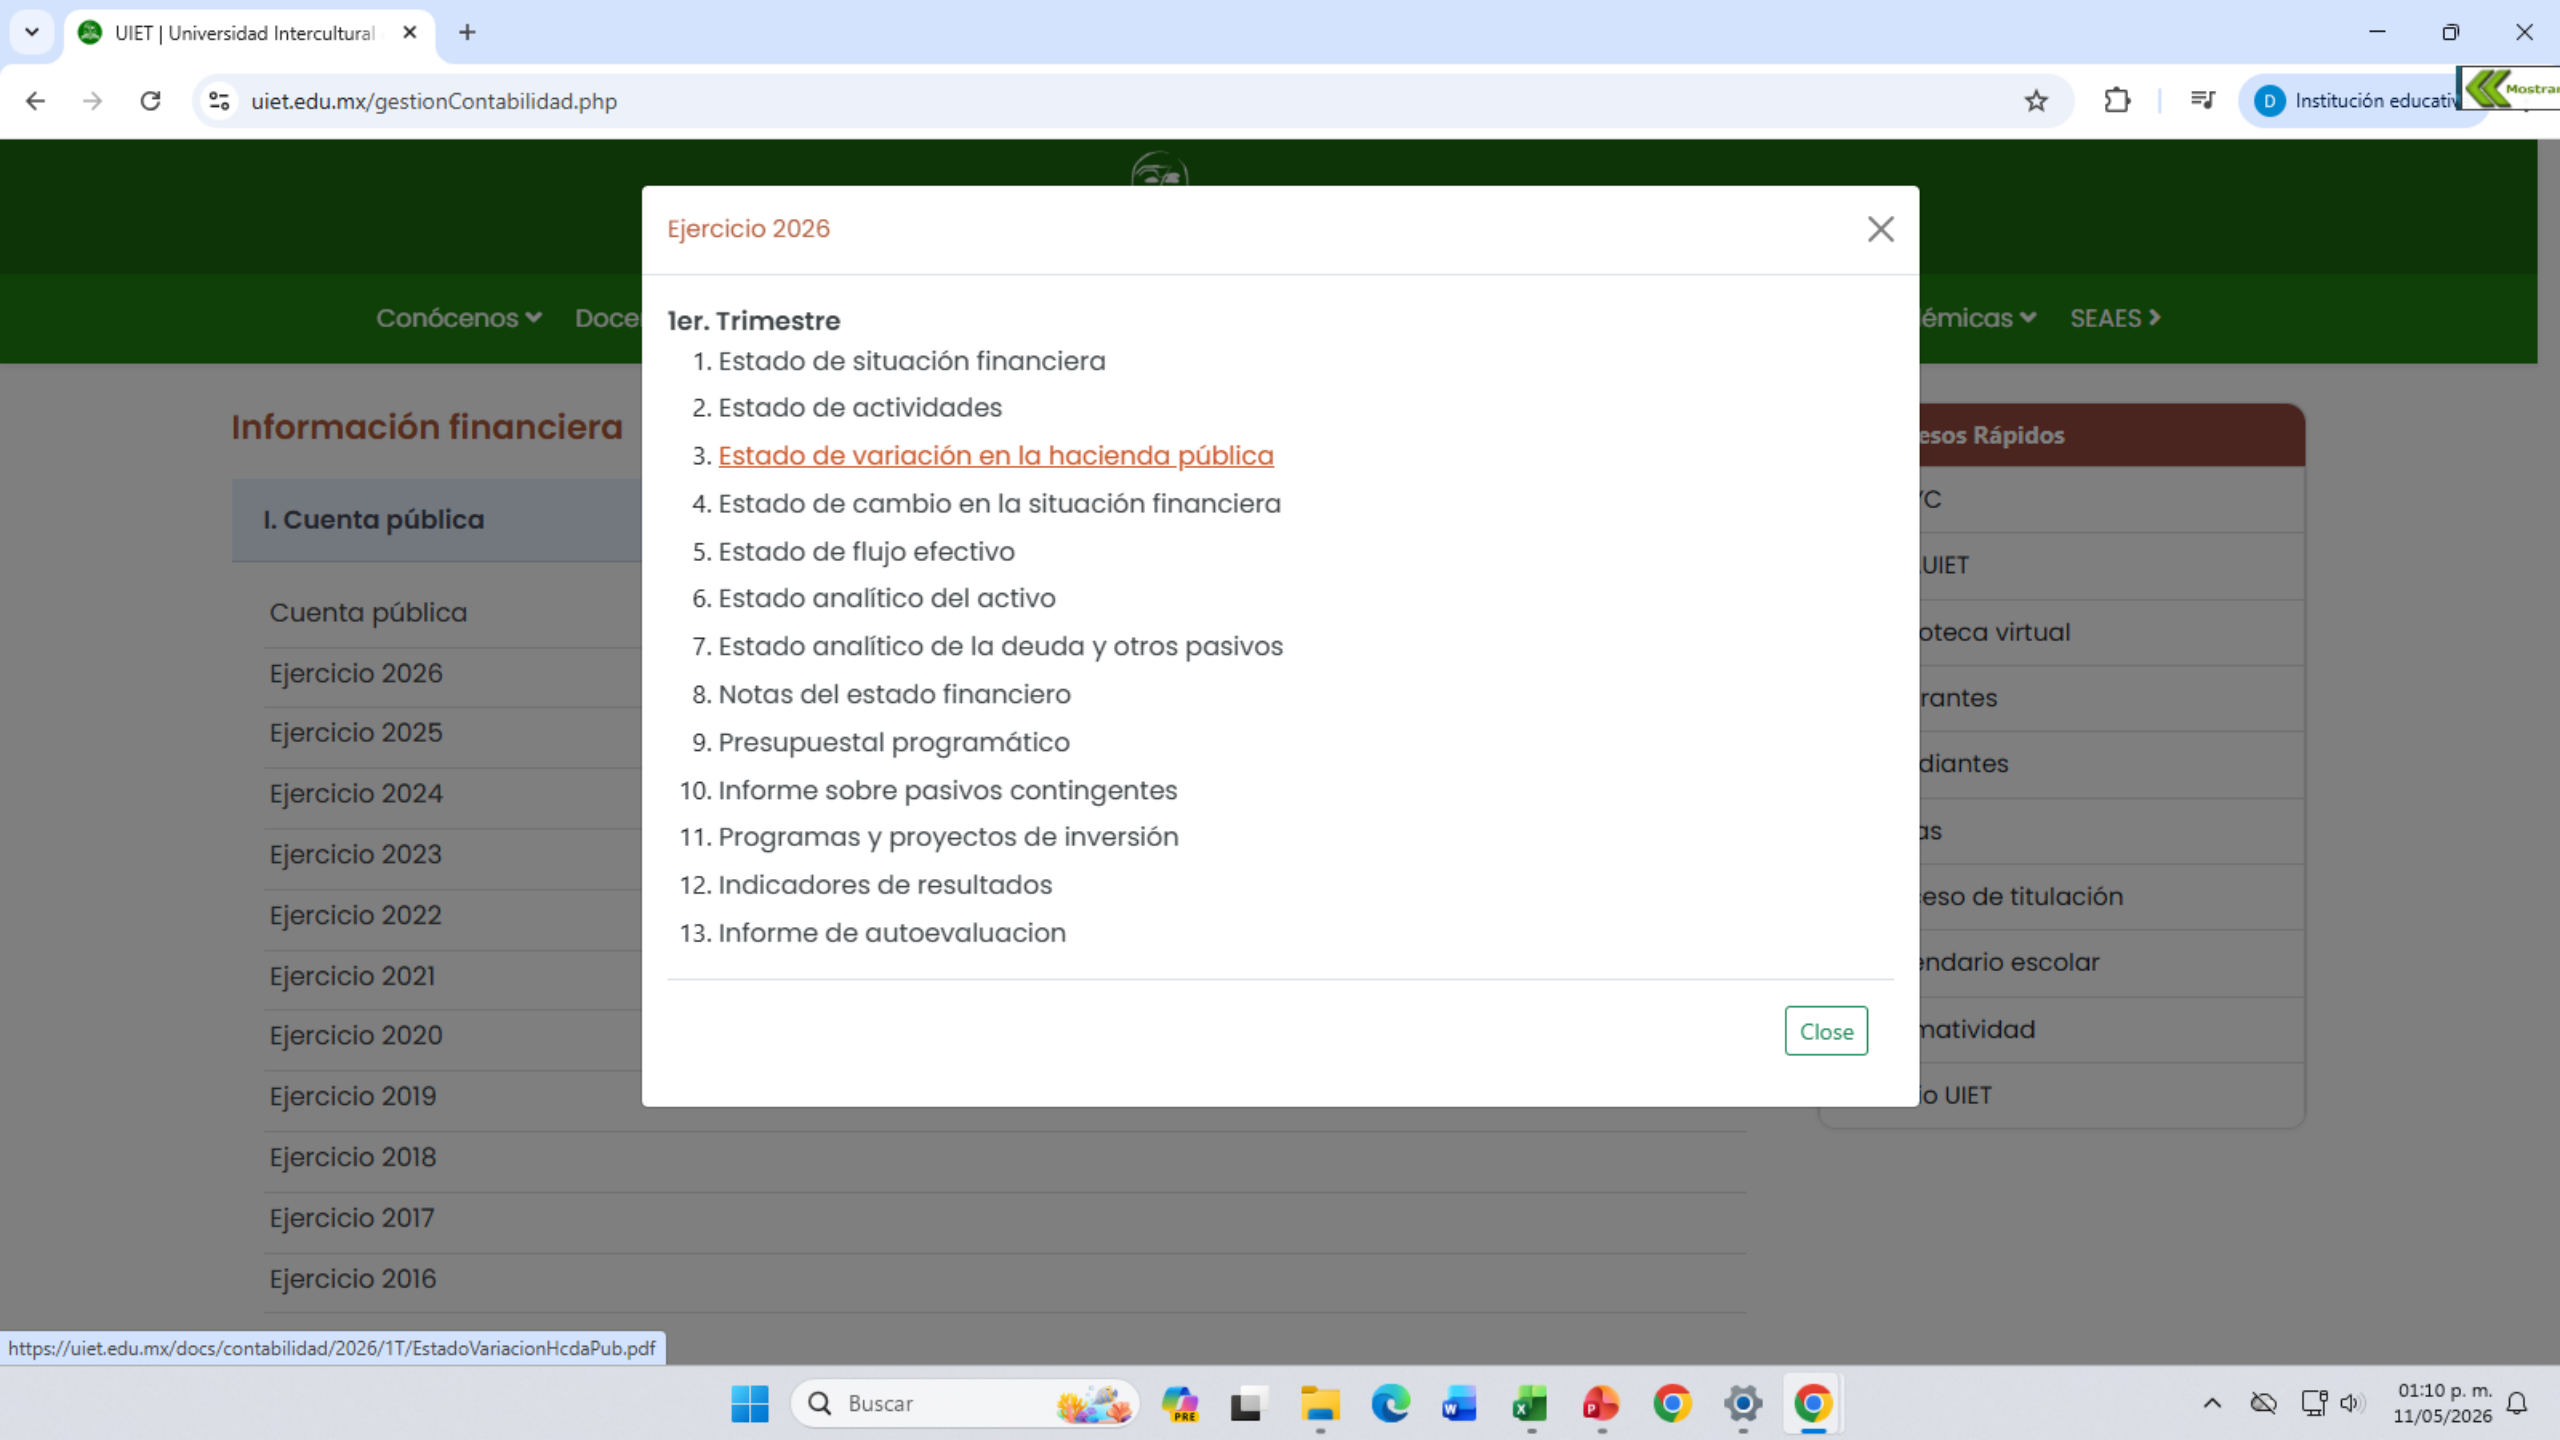 UIET | Universidad Intercultural
uiet.edu.mx/gestionContabilidad.php
Institución educativ
Mostrar
Ejercicio 2026
Conócenos
SEAES
1er. Trimestre
1. Estado de situación financiera
2. Estado de actividades
3. Estado de variación en la hacienda pública
4. Estado de cambio en la situación financiera
5. Estado de flujo efectivo
6. Estado analítico del activo
7. Estado analítico de la deuda y otros pasivos
8. Notas del estado financiero
9. Presupuestal programático
10. Informe sobre pasivos contingentes
11. Programas y proyectos de inversión
12. Indicadores de resultados
13. Informe de autoevaluacion
Close
Información financiera
I. Cuenta pública
Cuenta pública
Ejercicio 2026
Ejercicio 2025
Ejercicio 2024
Ejercicio 2023
Ejercicio 2022
Ejercicio 2021
Ejercicio 2020
Ejercicio 2019
Ejercicio 2018
Ejercicio 2017
Ejercicio 2016
esos Rápidos
UIET
oteca virtual
rantes
diantes
as
eso de titulación
endario escolar
matividad
io UIET
https://uiet.edu.mx/docs/contabilidad/2026/1T/EstadoVariacionHcdaPub.pdf
Buscar
PRE
01:10 p. m.
11/05/2026